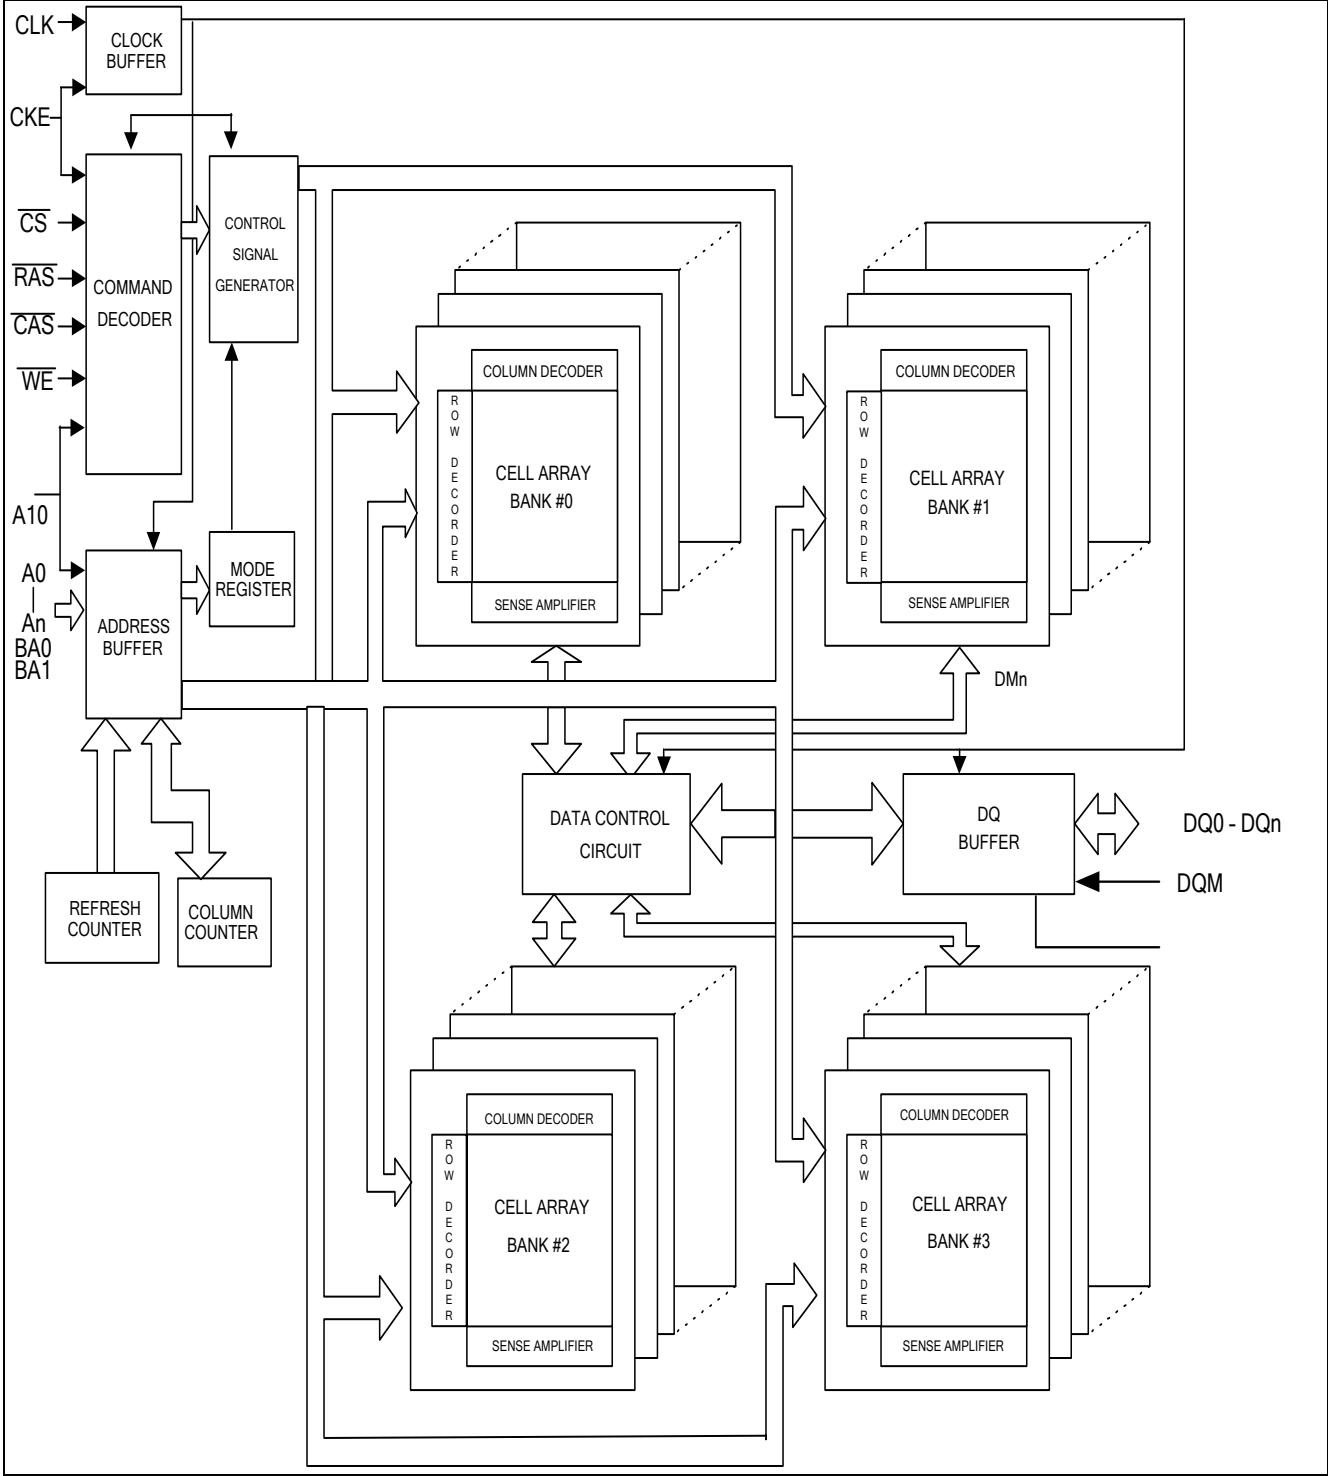 CLK
CLOCK
BUFFER
CKE
CS
RAS
CAS
WE
COMMAND
DECODER
CONTROL
SIGNAL
GENERATOR
A10
A0
An
BA0
BA1
ADDRESS
BUFFER
MODE
REGISTER
REFRESH
COUNTER
COLUMN
COUNTER
COLUMN DECODER
ROW DECORDER
CELL ARRAY
BANK #0
SENSE AMPLIFIER
COLUMN DECODER
ROW DECORDER
CELL ARRAY
BANK #1
SENSE AMPLIFIER
DMn
DATA CONTROL
CIRCUIT
DQ
BUFFER
DQ0 - DQn
DQM
COLUMN DECODER
ROW DECORDER
CELL ARRAY
BANK #2
SENSE AMPLIFIER
COLUMN DECODER
ROW DECORDER
CELL ARRAY
BANK #3
SENSE AMPLIFIER